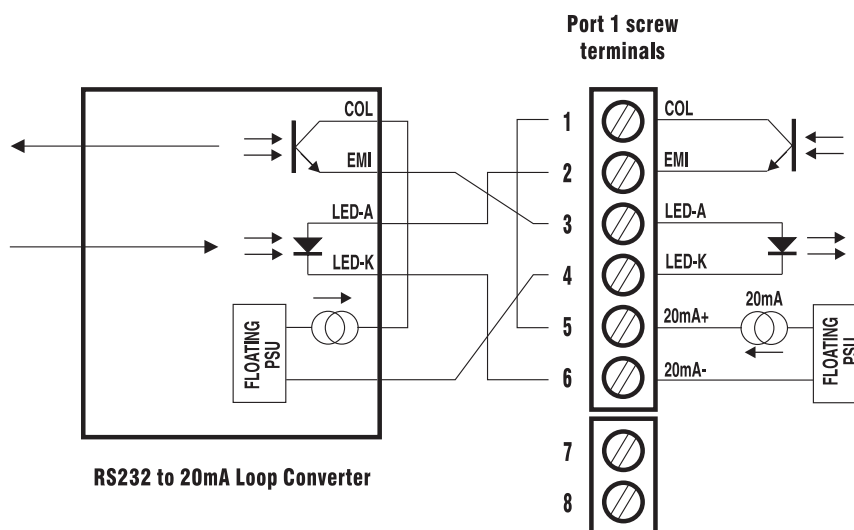 Port 1 screw
terminals
COL
EMI
LED-A
LED-K
FLOATING
PSU
RS232 to 20mA Loop Converter
1
2
3
4
5
6
7
8
COL
EMI
LED-A
LED-K
20mA+
20mA-
20mA
FLOATING
PSU